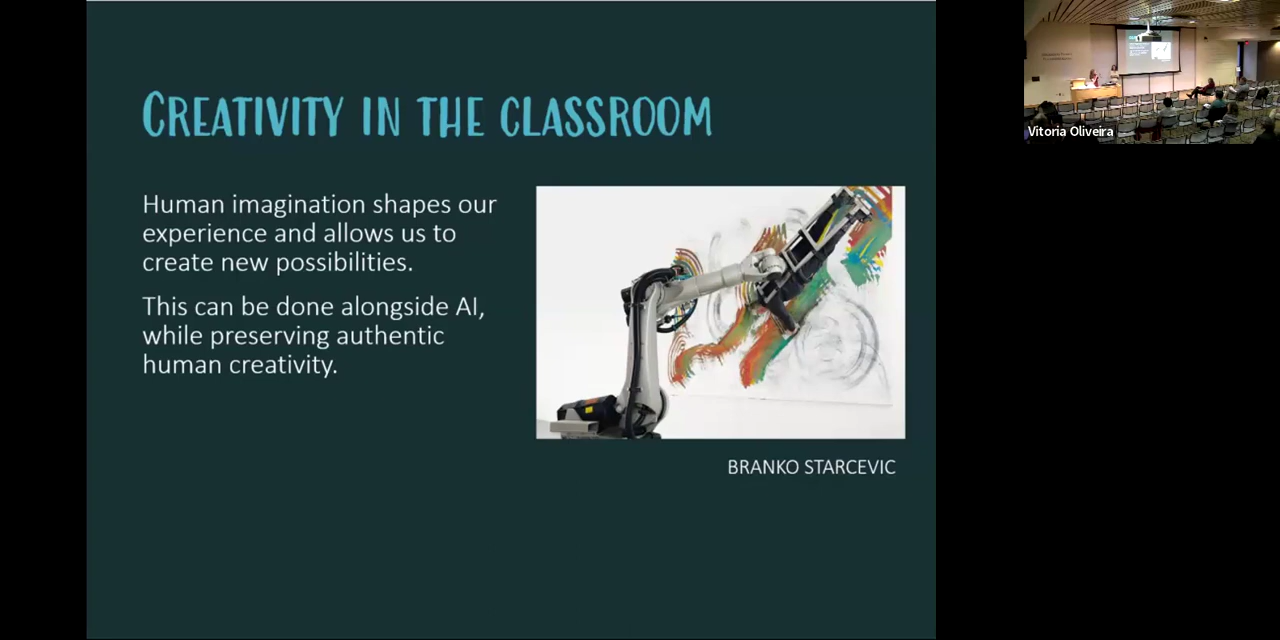 CREATIVITY IN THE CLASSROOM
Human imagination shapes our
experience and allows us to
create new possibilities.
This can be done alongside AI,
while preserving authentic
human creativity.
BRANKO STARCEVIC
Vitoria Oliveira